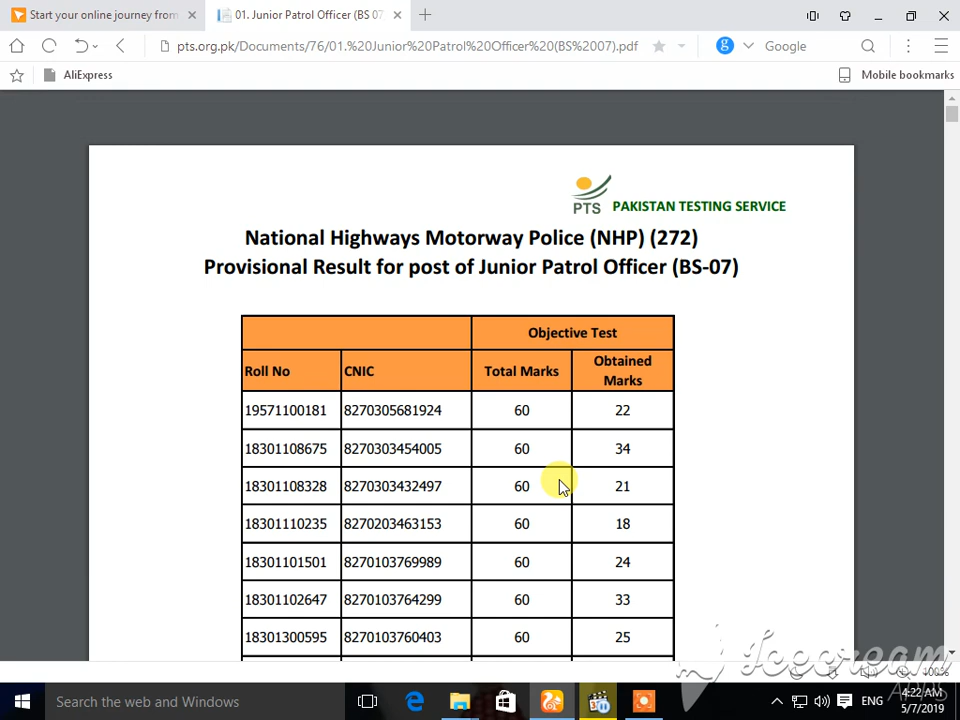 Start your online journey from
01. Junior Patrol Officer (BS 07
pts.org.pk/Documents/76/01.%20Junior%20Patrol%20Officer%20(BS%2007).pdf
Google
AliExpress
Mobile bookmarks
PTS PAKISTAN TESTING SERVICE
National Highways Motorway Police (NHP) (272)
Provisional Result for post of Junior Patrol Officer (BS-07)
Objective Test
Roll No CNIC Total Marks Obtained Marks
19571100181 8270305681924 60 22
18301108675 8270303454005 60 34
18301108328 8270303432497 60 21
18301110235 8270203463153 60 18
18301101501 8270103769989 60 24
18301102647 8270103764299 60 33
18301300595 8270103760403 60 25
Icecream
Apps
100%
Search the web and Windows
ENG
4:22 AM
5/7/2019